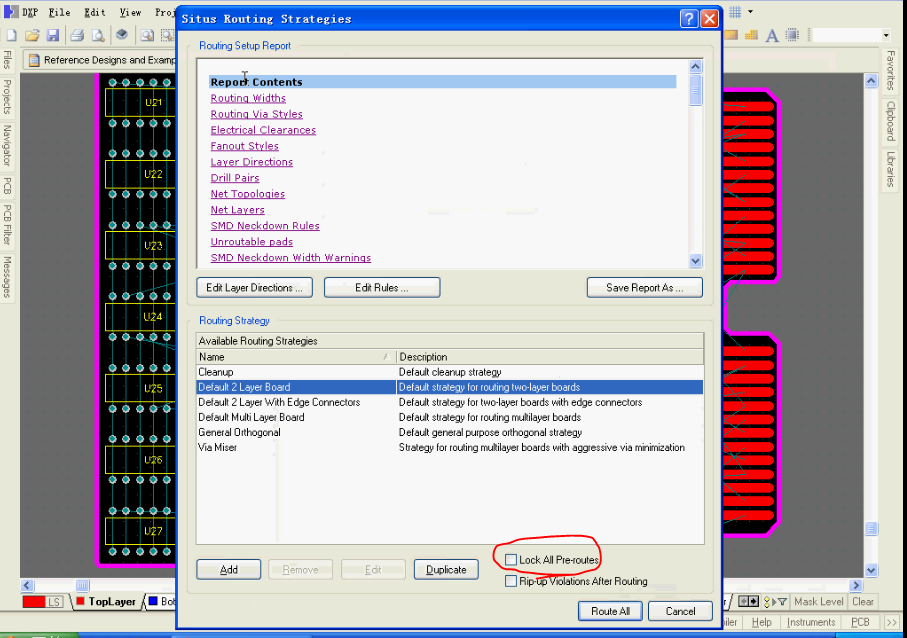 DXP File Edit View Proj
Situs Routing Strategies
Routing Setup Report
Reference Designs and Examp
Files
Projects
Navigator
PCB
PCB Filter
Messages
Report Contents
Routing Widths
Routing Via Styles
Electrical Clearances
Fanout Styles
Layer Directions
Drill Pairs
Net Topologies
Net Layers
SMD Neckdown Rules
Unroutable pads
SMD Neckdown Width Warnings
Edit Layer Directions ... Edit Rules ... Save Report As ...
Routing Strategy
Available Routing Strategies
Name Description
Cleanup Default cleanup strategy
Default 2 Layer Board Default strategy for routing two-layer boards
Default 2 Layer With Edge Connectors Default strategy for two-layer boards with edge connectors
Default Multi Layer Board Default strategy for routing multilayer boards
General Orthogonal Default general purpose orthogonal strategy
Via Miser Strategy for routing multilayer boards with aggressive via minimization
Lock All Pre-routes
Add Remove Edit Duplicate
Rip-up Violations After Routing
Route All Cancel
U21
U22
U23
U24
U25
U26
U27
Favorites
Clipboard
Libraries
A
LS TopLayer Bot
Mask Level Clear
Help Instruments PCB >>